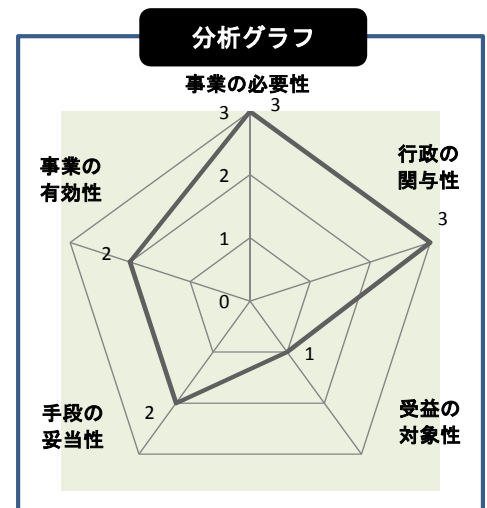 分析グラフ
事業の必要性
3
3
行政の
関与性
3
事業の
有効性
2
2
1
0
1
2
手段の
妥当性
受益の
対象性